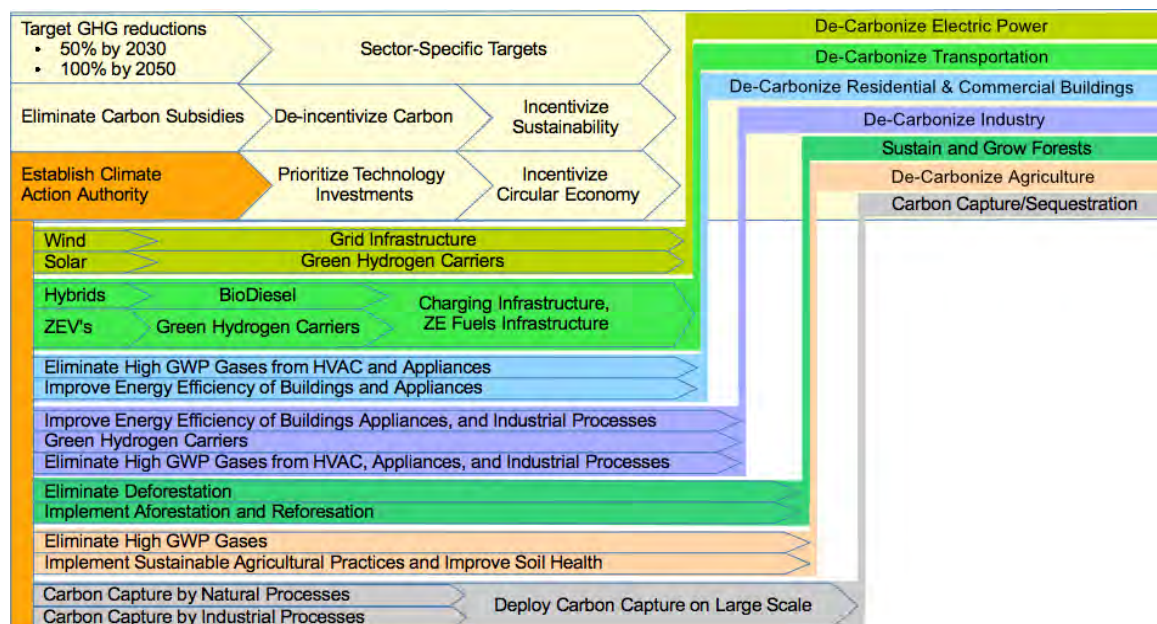 Target GHG reductions
• 50% by 2030
• 100% by 2050
Sector-Specific Targets
Eliminate Carbon Subsidies
De-incentivize Carbon
Incentivize
Sustainability
Establish Climate
Action Authority
Prioritize Technology
Investments
Incentivize
Circular Economy
De-Carbonize Electric Power
De-Carbonize Transportation
De-Carbonize Residential & Commercial Buildings
De-Carbonize Industry
Sustain and Grow Forests
De-Carbonize Agriculture
Carbon Capture/Sequestration
Wind
Grid Infrastructure
Solar
Green Hydrogen Carriers
Hybrids
BioDiesel
ZEV's
Green Hydrogen Carriers
Charging Infrastructure,
ZE Fuels Infrastructure
Eliminate High GWP Gases from HVAC and Appliances
Improve Energy Efficiency of Buildings and Appliances
Improve Energy Efficiency of Buildings Appliances, and Industrial Processes
Green Hydrogen Carriers
Eliminate High GWP Gases from HVAC, Appliances, and Industrial Processes
Eliminate Deforestation
Implement Aforestation and Reforesation
Eliminate High GWP Gases
Implement Sustainable Agricultural Practices and Improve Soil Health
Carbon Capture by Natural Processes
Carbon Capture by Industrial Processes
Deploy Carbon Capture on Large Scale